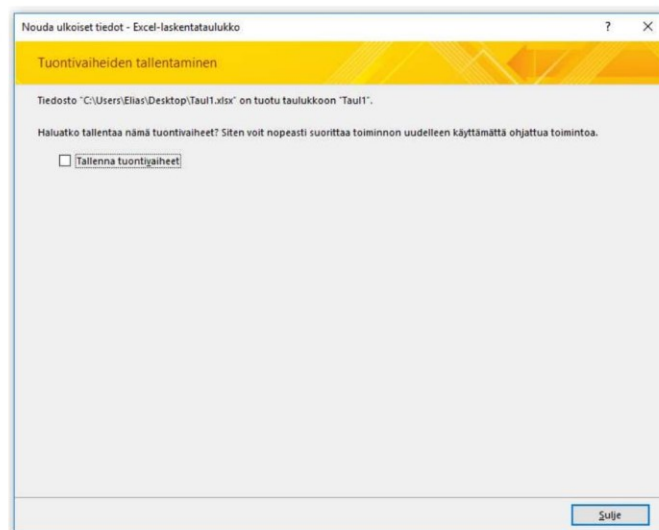 Nouda ulkoiset tiedot - Excel-laskentataulukko
Tuontivaiheiden tallentaminen
Tiedosto "C:\Users\Elias\Desktop\Taul1.xlsx" on tuotu taulukkoon "Taul1".
Haluatko tallentaa nämä tuontivaiheet? Siten voit nopeasti suorittaa toiminnon uudelleen käyttämättä ohjattua toimintoa.
Tallenna tuontivaiheet
Sulje